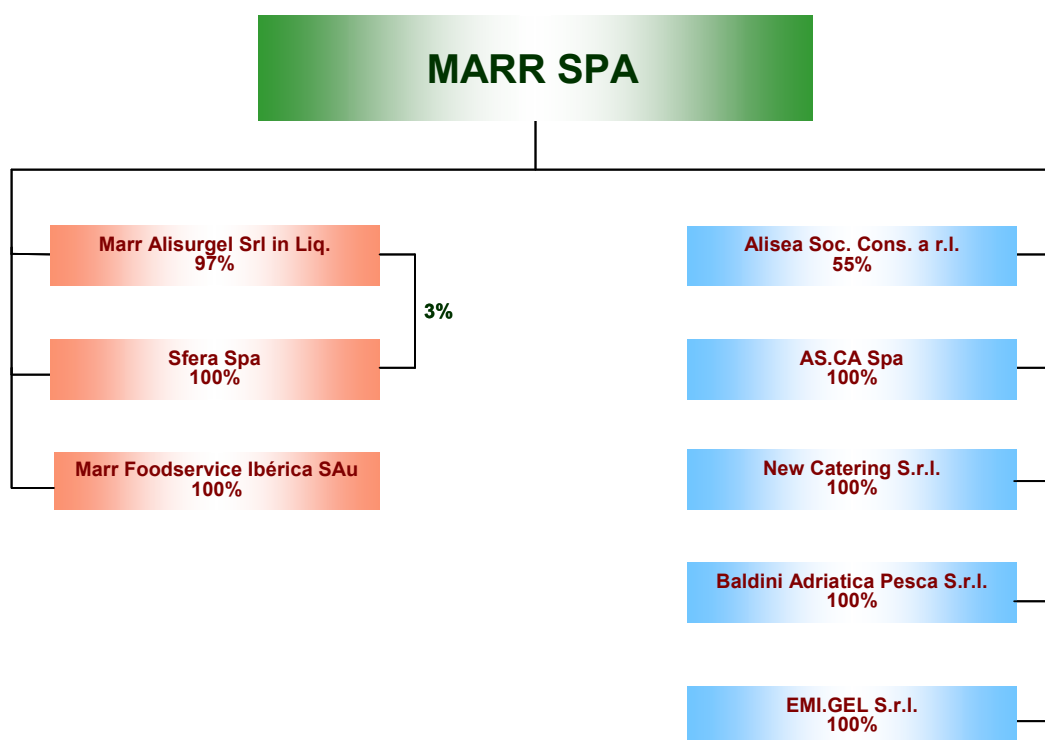 MARR SPA
Marr Alisurgel Srl in Liq.
97%
3%
Sfera Spa
100%
Marr Foodservice Ibérica SAu
100%
Alisea Soc. Cons. a r.l.
55%
AS.CA Spa
100%
New Catering S.r.l.
100%
Baldini Adriatica Pesca S.r.l.
100%
EMI.GEL S.r.l.
100%